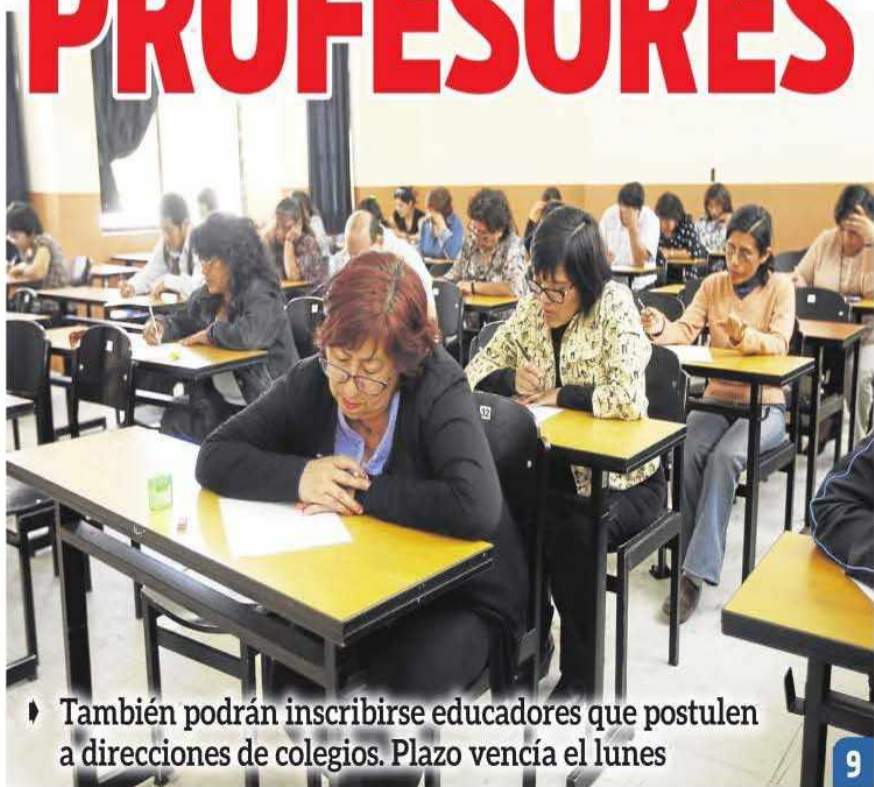 PROFESORES
También podrán inscribirse educadores que postulen
a direcciones de colegios. Plazo vencía el lunes
9